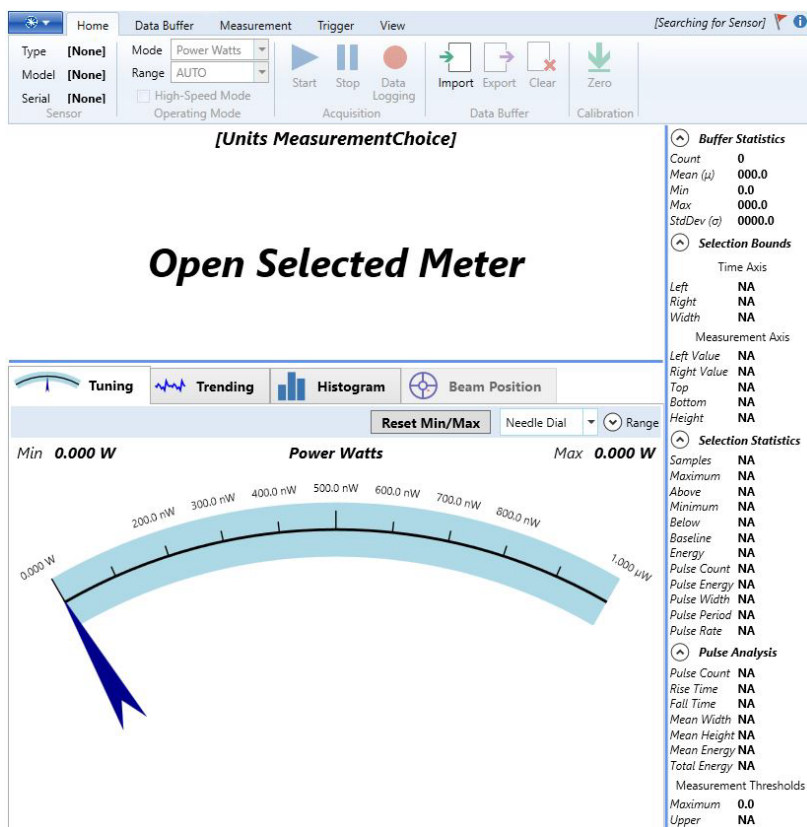 Home Data Buffer Measurement Trigger View [Searching for Sensor]
Type [None] Mode Power Watts
Model [None] Range AUTO
Serial [None] High-Speed Mode
Start Stop Data Logging Import Export Clear Zero
Sensor Operating Mode Acquisition Data Buffer Calibration
[Units MeasurementChoice]
Open Selected Meter
Tuning Trending Histogram Beam Position
Reset Min/Max Needle Dial Range
Min 0.000 W Power Watts Max 0.000 W
0.000 W 200.0 nW 300.0 nW 400.0 nW 500.0 nW 600.0 nW 700.0 nW 800.0 nW 1.000 µW
Buffer Statistics
Count 0
Mean (µ) 000.0
Min 0.0
Max 000.0
StdDev (σ) 0000.0
Selection Bounds
Time Axis
Left NA
Right NA
Width NA
Measurement Axis
Left Value NA
Right Value NA
Top NA
Bottom NA
Height NA
Selection Statistics
Samples NA
Maximum NA
Above NA
Minimum NA
Below NA
Baseline NA
Energy NA
Pulse Count NA
Pulse Energy NA
Pulse Width NA
Pulse Period NA
Pulse Rate NA
Pulse Analysis
Pulse Count NA
Rise Time NA
Fall Time NA
Mean Width NA
Mean Height NA
Mean Energy NA
Total Energy NA
Measurement Thresholds
Maximum 0.0
Upper NA